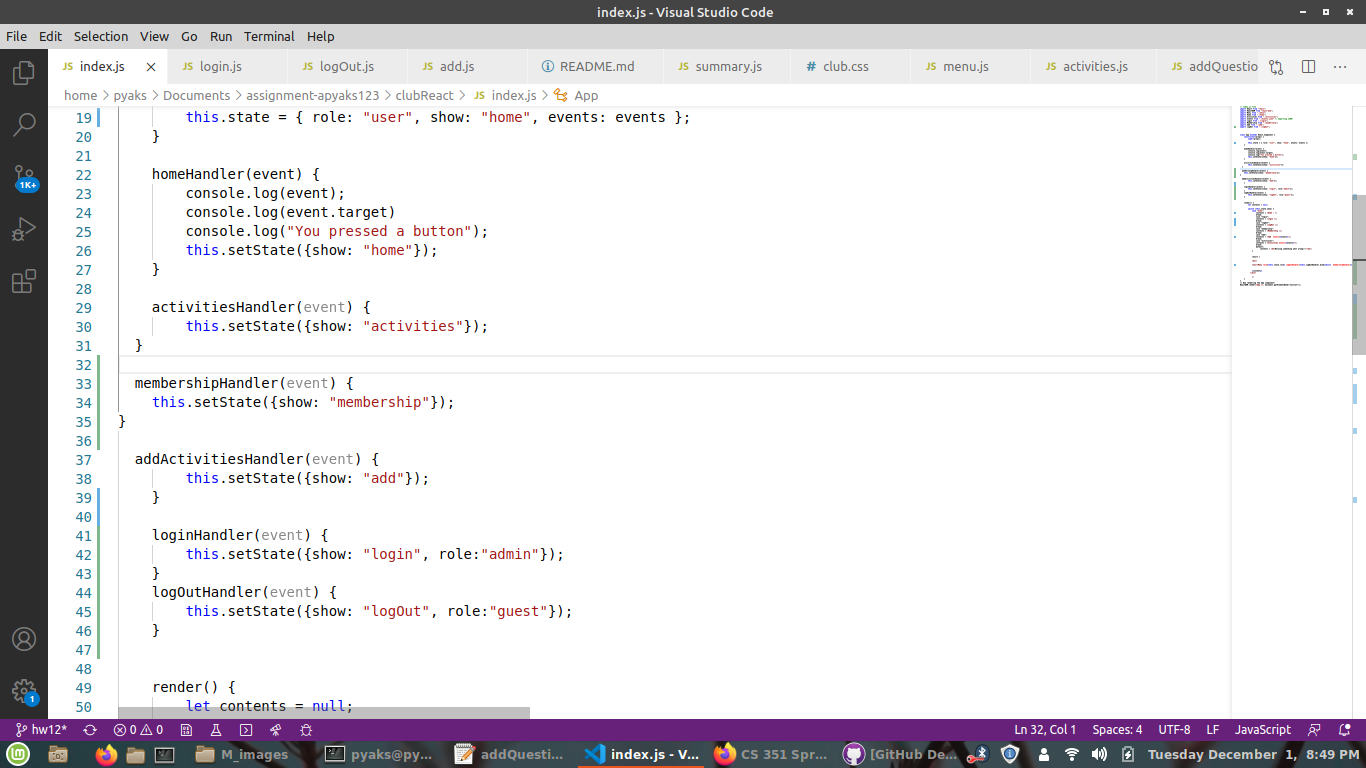 index.js - Visual Studio Code
File Edit Selection View Go Run Terminal Help
JS index.js JS login.js JS logOut.js JS add.js README.md JS summary.js # club.css JS menu.js JS activities.js JS addQuestio
home > pyaks > Documents > assignment-apyaks123 > clubReact > JS index.js > App
19 this.state = { role: "user", show: "home", events: events };
20 }
21
22 homeHandler(event) {
23 console.log(event);
24 console.log(event.target)
25 console.log("You pressed a button");
26 this.setState({show: "home"});
27 }
28
29 activitiesHandler(event) {
30 this.setState({show: "activities"});
31 }
32
33 membershipHandler(event) {
34 this.setState({show: "membership"});
35 }
36
37 addActivitiesHandler(event) {
38 this.setState({show: "add"});
39 }
40
41 loginHandler(event) {
42 this.setState({show: "login", role:"admin"});
43 }
44 logOutHandler(event) {
45 this.setState({show: "logOut", role:"guest"});
46 }
47
48
49 render() {
50 let contents = null;
1K+
1
hw12* 0 0 Ln 32, Col 1 Spaces: 4 UTF-8 LF JavaScript
M_images pyaks@py... addQuesti... index.js - V... CS 351 Spr... [GitHub De... Tuesday December 1, 8:49 PM